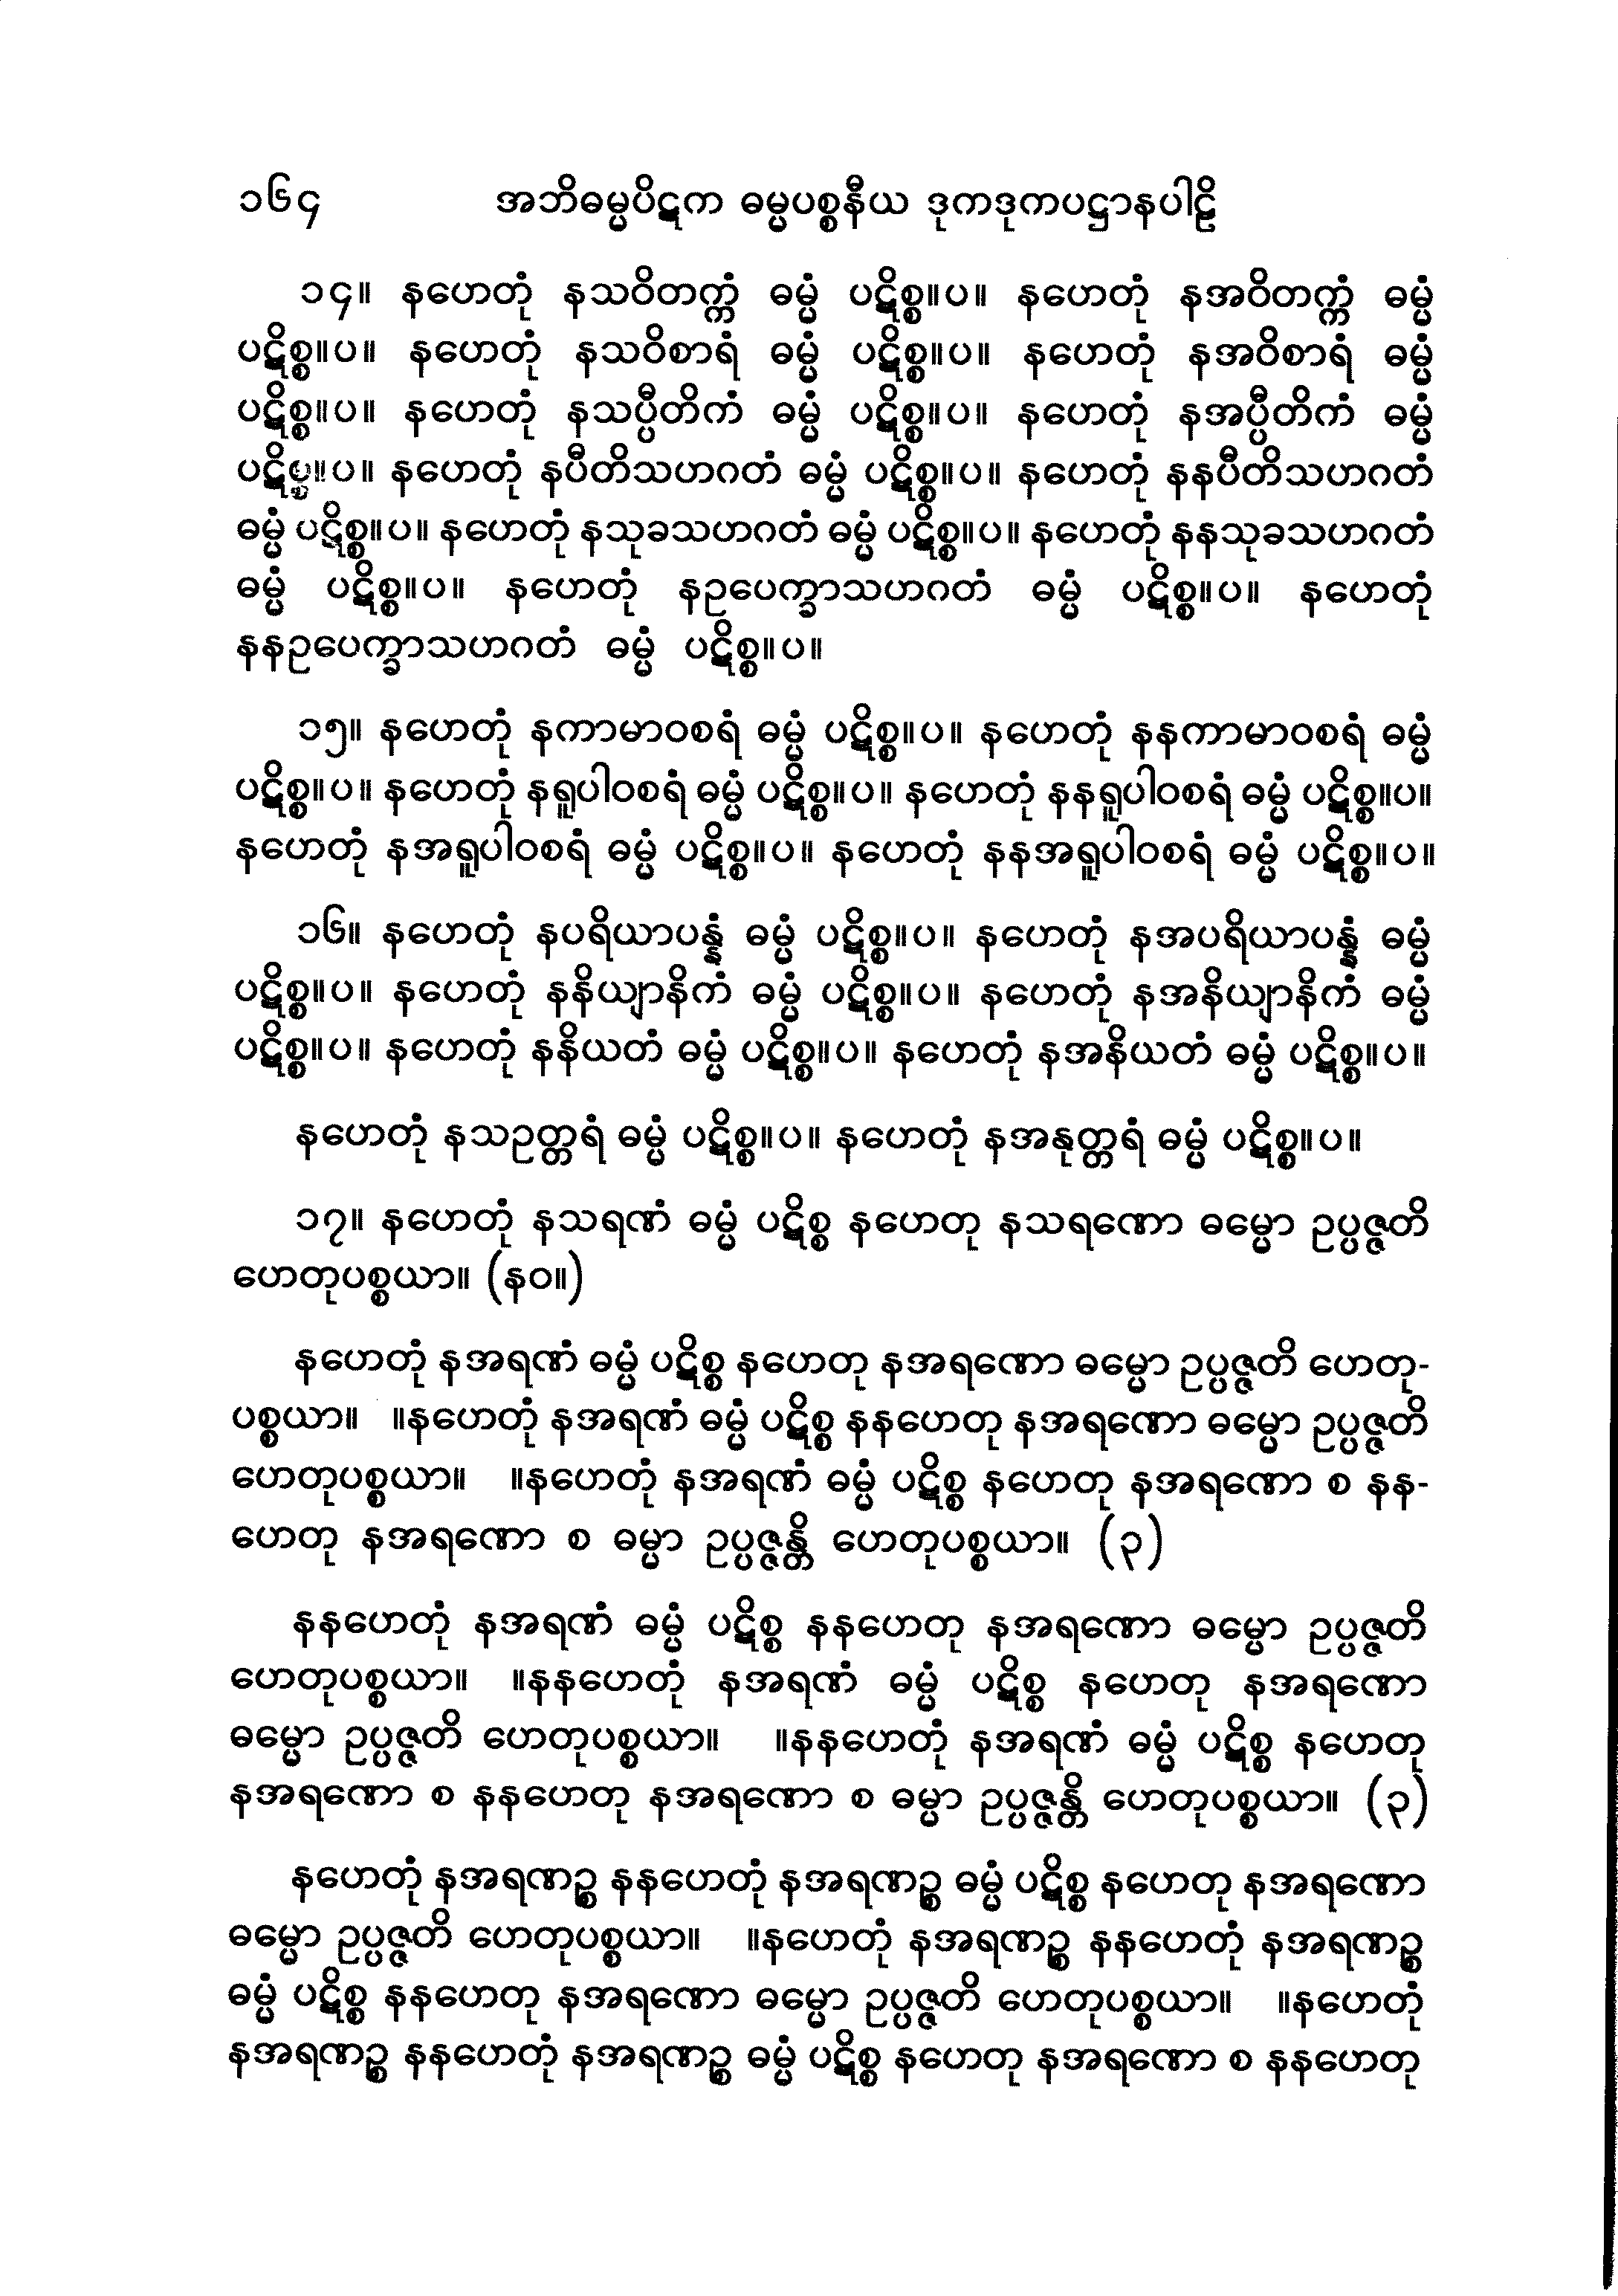 ၁၆၄ အဘိဓမ္မပိဋက ဓမ္မပစ္စနီယ ဒုကဒုကပဋ္ဌာနပါဠိ
၁၄။ နဟေတုံ နသဝိတက္ကံ ဓမ္မံ ပဋိစ္စ။ပ။ နဟေတုံ နအဝိတက္ကံ ဓမ္မံ
ပဋိစ္စ။ပ။ နဟေတုံ နသဝိစာရံ ဓမ္မံ ပဋိစ္စ။ပ။ နဟေတုံ နအဝိစာရံ ဓမ္မံ
ပဋိစ္စ။ပ။ နဟေတုံ နသပ္ပီတိကံ ဓမ္မံ ပဋိစ္စ။ပ။ နဟေတုံ နအပ္ပီတိကံ ဓမ္မံ
ပဋိစ္စ။ပ။ နဟေတုံ နပီတိသဟဂတံ ဓမ္မံ ပဋိစ္စ။ပ။ နဟေတုံ နနပီတိသဟဂတံ
ဓမ္မံ ပဋိစ္စ။ပ။ နဟေတုံ နသုခသဟဂတံ ဓမ္မံ ပဋိစ္စ။ပ။ နဟေတုံ နနသုခသဟဂတံ
ဓမ္မံ ပဋိစ္စ။ပ။ နဟေတုံ နဥပေက္ခာသဟဂတံ ဓမ္မံ ပဋိစ္စ။ပ။ နဟေတုံ
နနဥပေက္ခာသဟဂတံ ဓမ္မံ ပဋိစ္စ။ပ။
၁၅။ နဟေတုံ နကာမာဝစရံ ဓမ္မံ ပဋိစ္စ။ပ။ နဟေတုံ နနကာမာဝစရံ ဓမ္မံ
ပဋိစ္စ။ပ။ နဟေတုံ နရူပါဝစရံ ဓမ္မံ ပဋိစ္စ။ပ။ နဟေတုံ နနရူပါဝစရံ ဓမ္မံ ပဋိစ္စ။ပ။
နဟေတုံ နအရူပါဝစရံ ဓမ္မံ ပဋိစ္စ။ပ။ နဟေတုံ နနအရူပါဝစရံ ဓမ္မံ ပဋိစ္စ။ပ။
၁၆။ နဟေတုံ နပရိယာပန္နံ ဓမ္မံ ပဋိစ္စ။ပ။ နဟေတုံ နအပရိယာပန္နံ ဓမ္မံ
ပဋိစ္စ။ပ။ နဟေတုံ နနိယျာနိကံ ဓမ္မံ ပဋိစ္စ။ပ။ နဟေတုံ နအနိယျာနိကံ ဓမ္မံ
ပဋိစ္စ။ပ။ နဟေတုံ နနိယတံ ဓမ္မံ ပဋိစ္စ။ပ။ နဟေတုံ နအနိယတံ ဓမ္မံ ပဋိစ္စ။ပ။
နဟေတုံ နသဥတ္တရံ ဓမ္မံ ပဋိစ္စ။ပ။ နဟေတုံ နအနုတ္တရံ ဓမ္မံ ပဋိစ္စ။ပ။
၁၇။ နဟေတုံ နသရဏံ ဓမ္မံ ပဋိစ္စ နဟေတု နသရဏော ဓမ္မော ဥပ္ပဇ္ဇတိ
ဟေတုပစ္စယာ။ (နဝ။)
နဟေတုံ နအရဏံ ဓမ္မံ ပဋိစ္စ နဟေတု နအရဏော ဓမ္မော ဥပ္ပဇ္ဇတိ ဟေတု-
ပစ္စယာ။ ။နဟေတုံ နအရဏံ ဓမ္မံ ပဋိစ္စ နနဟေတု နအရဏော ဓမ္မော ဥပ္ပဇ္ဇတိ
ဟေတုပစ္စယာ။ ။နဟေတုံ နအရဏံ ဓမ္မံ ပဋိစ္စ နဟေတု နအရဏော စ နန-
ဟေတု နအရဏော စ ဓမ္မာ ဥပ္ပဇ္ဇန္တိ ဟေတုပစ္စယာ။ (၃)
နနဟေတုံ နအရဏံ ဓမ္မံ ပဋိစ္စ နနဟေတု နအရဏော ဓမ္မော ဥပ္ပဇ္ဇတိ
ဟေတုပစ္စယာ။ ။နနဟေတုံ နအရဏံ ဓမ္မံ ပဋိစ္စ နဟေတု နအရဏော
ဓမ္မော ဥပ္ပဇ္ဇတိ ဟေတုပစ္စယာ။ ။နနဟေတုံ နအရဏံ ဓမ္မံ ပဋိစ္စ နဟေတု
နအရဏော စ နနဟေတု နအရဏော စ ဓမ္မာ ဥပ္ပဇ္ဇန္တိ ဟေတုပစ္စယာ။ (၃)
နဟေတုံ နအရဏဉ္စ နနဟေတုံ နအရဏဉ္စ ဓမ္မံ ပဋိစ္စ နဟေတု နအရဏော
ဓမ္မော ဥပ္ပဇ္ဇတိ ဟေတုပစ္စယာ။ ။နဟေတုံ နအရဏဉ္စ နနဟေတုံ နအရဏဉ္စ
ဓမ္မံ ပဋိစ္စ နနဟေတု နအရဏော ဓမ္မော ဥပ္ပဇ္ဇတိ ဟေတုပစ္စယာ။ ။နဟေတုံ
နအရဏဉ္စ နနဟေတုံ နအရဏဉ္စ ဓမ္မံ ပဋိစ္စ နဟေတု နအရဏော စ နနဟေတု